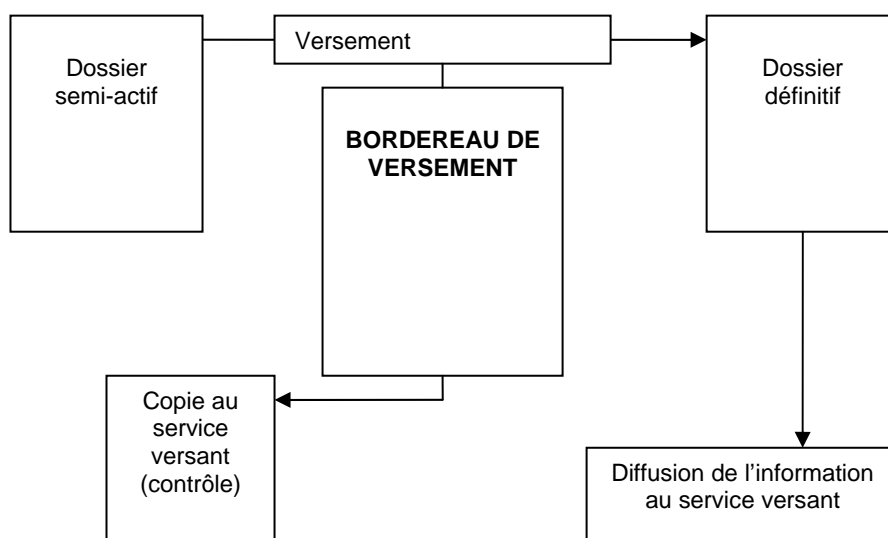 Versement
Dossier
semi-actif
Dossier
définitif
BORDEREAU DE
VERSEMENT
Copie au
service
versant
(contrôle)
Diffusion de l’information
au service versant